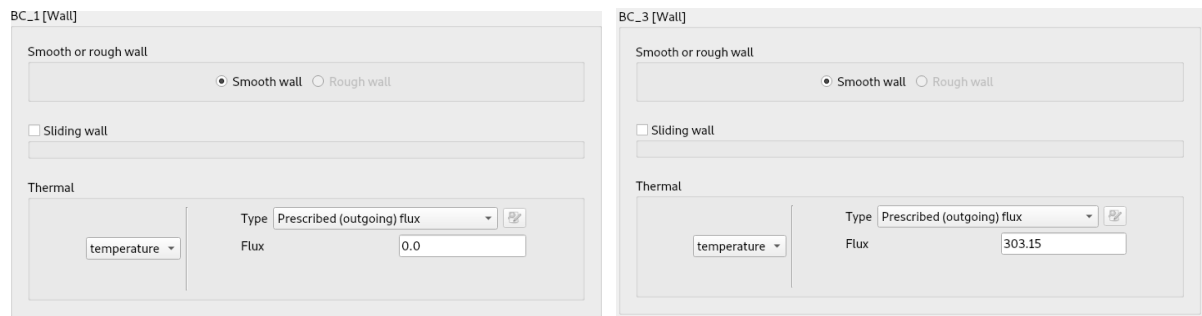 BC_1 [Wall]
Smooth or rough wall
Smooth wall Rough wall
Sliding wall
Thermal
Type Prescribed (outgoing) flux
temperature
Flux 0.0
BC_3 [Wall]
Smooth or rough wall
Smooth wall Rough wall
Sliding wall
Thermal
Type Prescribed (outgoing) flux
temperature
Flux 303.15